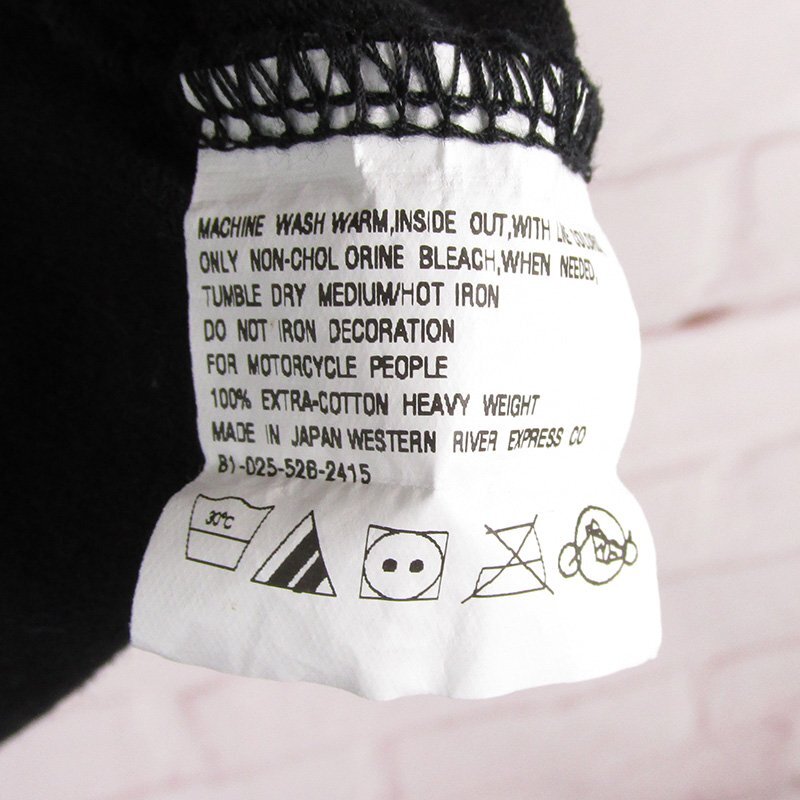 MACHINE WASH WARM,INSIDE OUT,WITH
ONLY NON-CHOL ORINE BLEACH,WHEN NEEDED,
TUMBLE DRY MEDIUM/HOT IRON
DO NOT IRON DECORATION
FOR MOTORCYCLE PEOPLE
100% EXTRA-COTTON HEAVY WEIGHT
MADE IN JAPAN WESTERN RIVER EXPRESS CO
81-025-526-2415
30°C